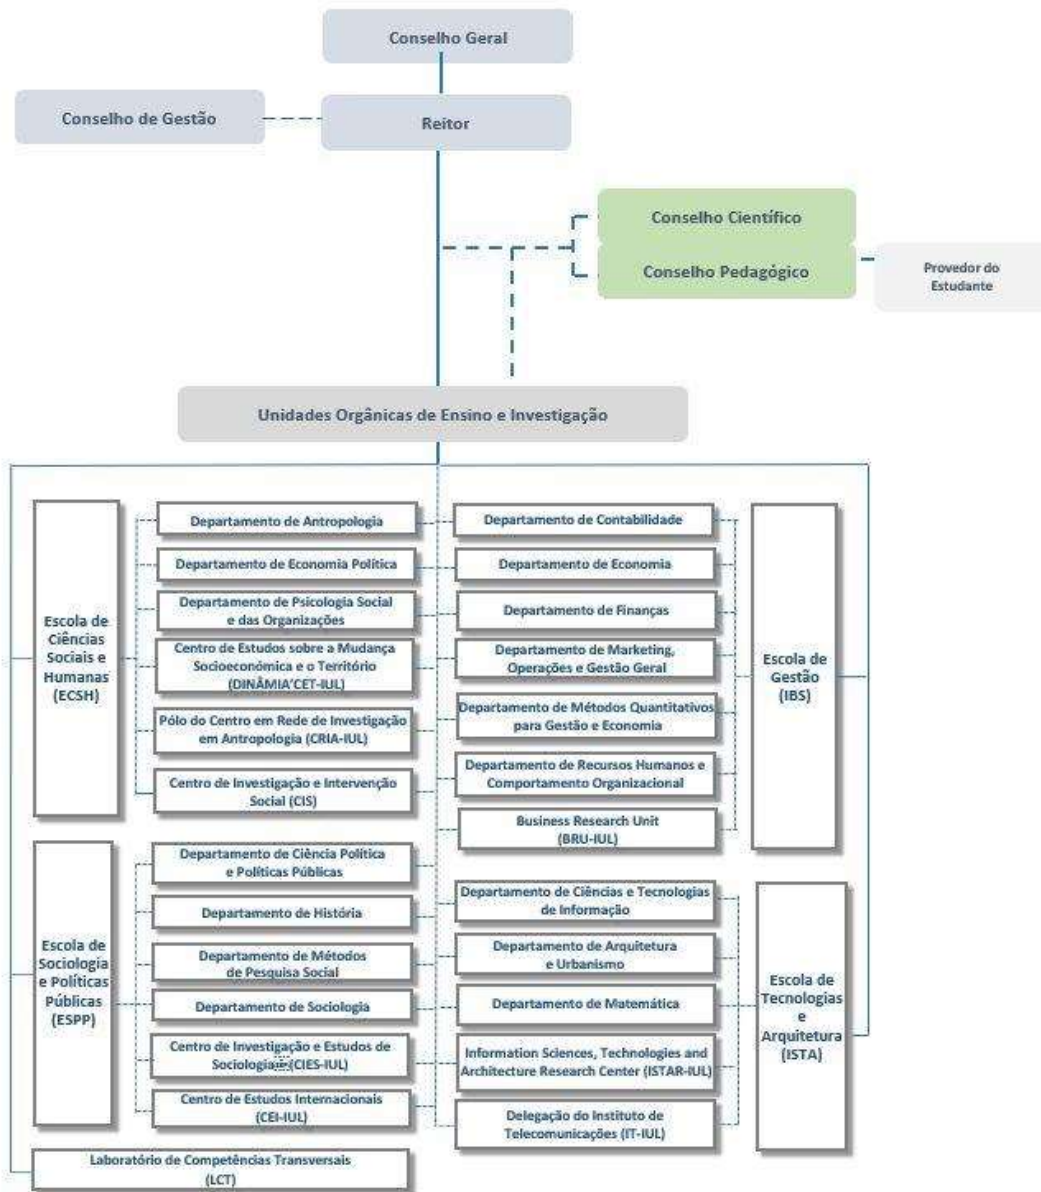 Conselho Geral
Conselho de Gestão
Reitor
Conselho Científico
Conselho Pedagógico
Provedor do
Estudante
Unidades Orgânicas de Ensino e Investigação
Escola de
Ciências
Sociais e
Humanas
(ECSH)
Departamento de Antropologia
Departamento de Economia Política
Departamento de Psicologia Social
e das Organizações
Centro de Estudos sobre a Mudança
Socioeconómica e o Território
(DINÂMIA'CET-IUL)
Pólo do Centro em Rede de Investigação
em Antropologia (CRIA-IUL)
Centro de Investigação e Intervenção
Social (CIS)
Departamento de Contabilidade
Departamento de Economia
Departamento de Finanças
Departamento de Marketing,
Operações e Gestão Geral
Departamento de Métodos Quantitativos
para Gestão e Economia
Departamento de Recursos Humanos e
Comportamento Organizacional
Business Research Unit
(BRU-IUL)
Escola de
Gestão
(IBS)
Escola de
Sociologia
e Políticas
Públicas
(ESPP)
Departamento de Ciência Política
e Políticas Públicas
Departamento de História
Departamento de Métodos
de Pesquisa Social
Departamento de Sociologia
Centro de Investigação e Estudos de
Sociologia (CIES-IUL)
Centro de Estudos Internacionais
(CEI-IUL)
Departamento de Ciências e Tecnologias
de Informação
Departamento de Arquitetura
e Urbanismo
Departamento de Matemática
Information Sciences, Technologies and
Architecture Research Center (ISTAR-IUL)
Delegação do Instituto de
Telecomunicações (IT-IUL)
Escola de
Tecnologias
e
Arquitetura
(ISTA)
Laboratório de Competências Transversais
(LCT)